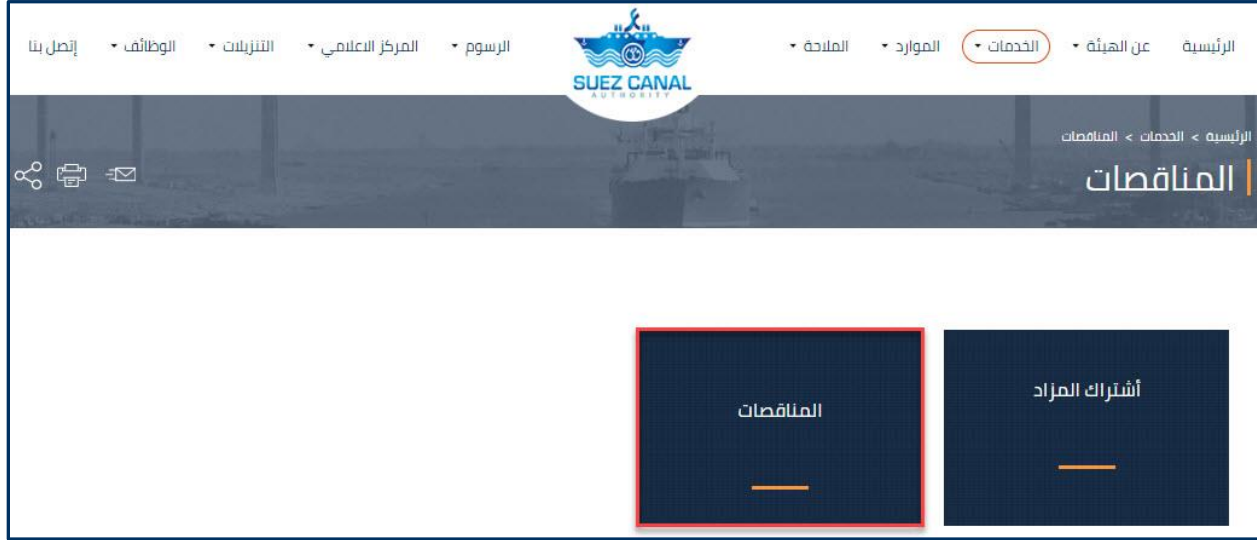 الرئيسية عن الهيئة الخدمات الموارد الملاحة
SUEZ CANAL
AUTHORITY
الرسوم المركز الاعلامي التنزيلات الوظائف إتصل بنا
الرئيسية > الخدمات > المناقصات
المناقصات
أشتراك المزاد
المناقصات